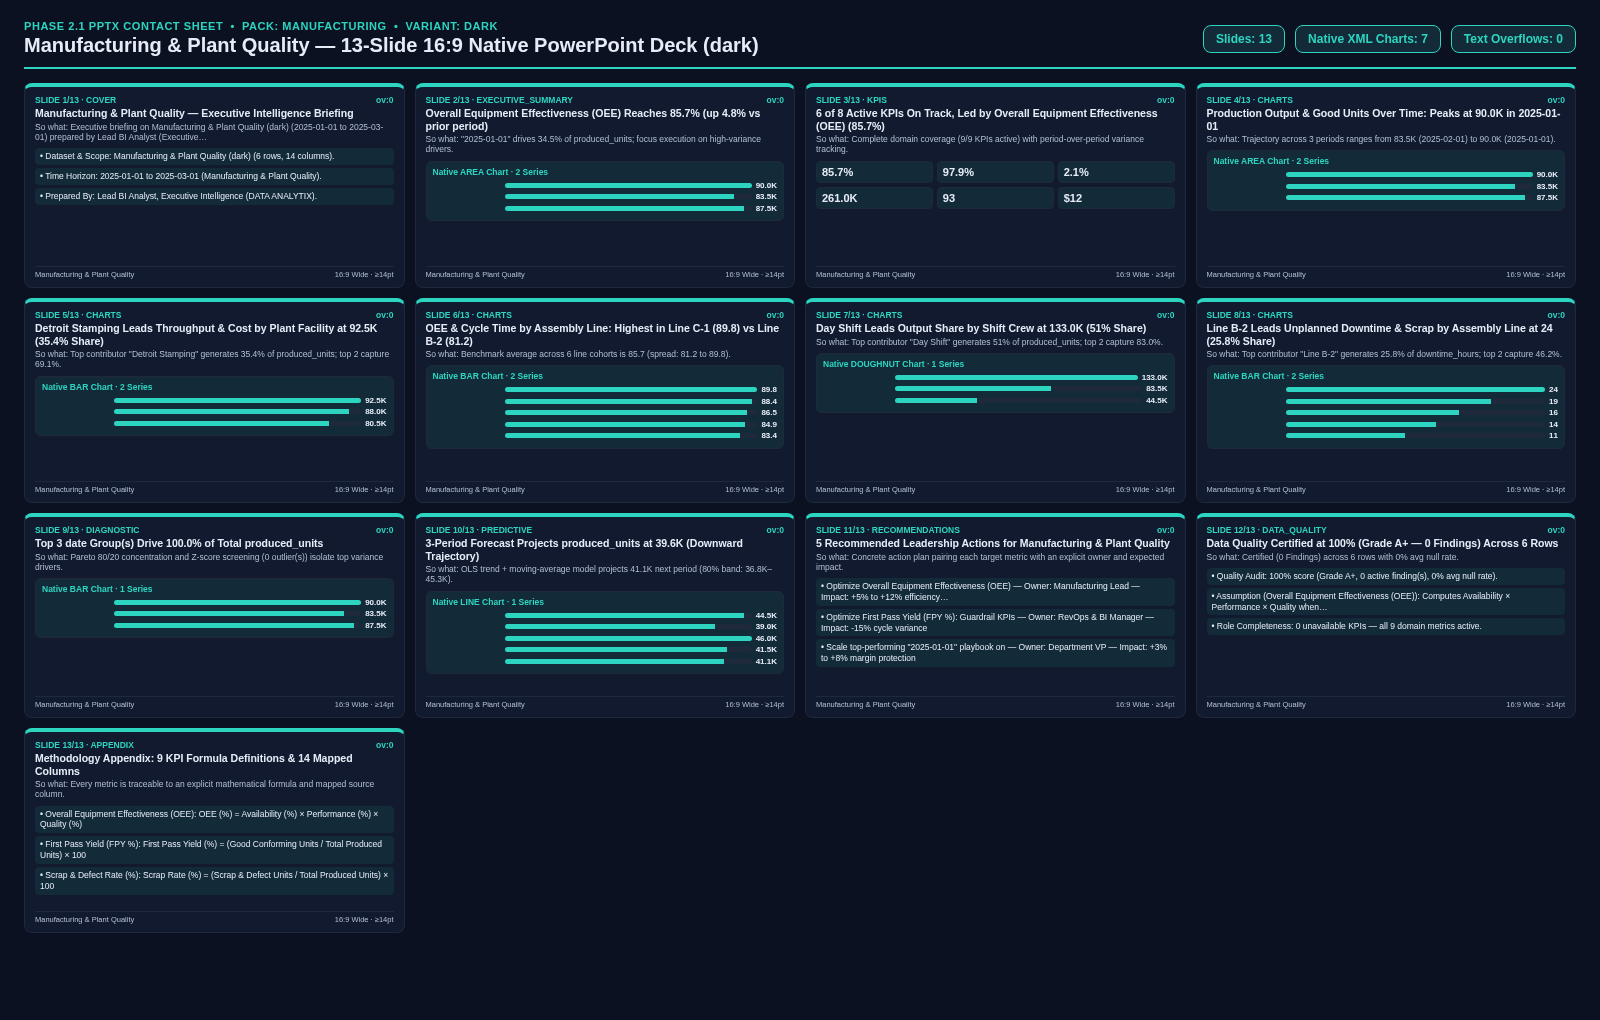 PHASE 2.1 PPTX CONTACT SHEET • PACK: MANUFACTURING • VARIANT: DARK
Manufacturing & Plant Quality — 13-Slide 16:9 Native PowerPoint Deck (dark)
Slides: 13
Native XML Charts: 7
Text Overflows: 0
SLIDE 1/13 · COVER
ov:0
Manufacturing & Plant Quality — Executive Intelligence Briefing
So what: Executive briefing on Manufacturing & Plant Quality (dark) (2025-01-01 to 2025-03-
01) prepared by Lead BI Analyst (Executive…
• Dataset & Scope: Manufacturing & Plant Quality (dark) (6 rows, 14 columns).
• Time Horizon: 2025-01-01 to 2025-03-01 (Manufacturing & Plant Quality).
• Prepared By: Lead BI Analyst, Executive Intelligence (DATA ANALYTIX).
Manufacturing & Plant Quality
16:9 Wide · ≥14pt
SLIDE 2/13 · EXECUTIVE_SUMMARY
ov:0
Overall Equipment Effectiveness (OEE) Reaches 85.7% (up 4.8% vs
prior period)
So what: "2025-01-01" drives 34.5% of produced_units; focus execution on high-variance
drivers.
Native AREA Chart · 2 Series
90.0K
83.5K
87.5K
Manufacturing & Plant Quality
16:9 Wide · ≥14pt
SLIDE 3/13 · KPIS
ov:0
6 of 8 Active KPIs On Track, Led by Overall Equipment Effectiveness
(OEE) (85.7%)
So what: Complete domain coverage (9/9 KPIs active) with period-over-period variance
tracking.
85.7%
97.9%
2.1%
261.0K
93
$12
Manufacturing & Plant Quality
16:9 Wide · ≥14pt
SLIDE 4/13 · CHARTS
ov:0
Production Output & Good Units Over Time: Peaks at 90.0K in 2025-01-
01
So what: Trajectory across 3 periods ranges from 83.5K (2025-02-01) to 90.0K (2025-01-01).
Native AREA Chart · 2 Series
90.0K
83.5K
87.5K
Manufacturing & Plant Quality
16:9 Wide · ≥14pt
SLIDE 5/13 · CHARTS
ov:0
Detroit Stamping Leads Throughput & Cost by Plant Facility at 92.5K
(35.4% Share)
So what: Top contributor "Detroit Stamping" generates 35.4% of produced_units; top 2 capture
69.1%.
Native BAR Chart · 2 Series
92.5K
88.0K
80.5K
Manufacturing & Plant Quality
16:9 Wide · ≥14pt
SLIDE 6/13 · CHARTS
ov:0
OEE & Cycle Time by Assembly Line: Highest in Line C-1 (89.8) vs Line
B-2 (81.2)
So what: Benchmark average across 6 line cohorts is 85.7 (spread: 81.2 to 89.8).
Native BAR Chart · 2 Series
89.8
88.4
86.5
84.9
83.4
Manufacturing & Plant Quality
16:9 Wide · ≥14pt
SLIDE 7/13 · CHARTS
ov:0
Day Shift Leads Output Share by Shift Crew at 133.0K (51% Share)
So what: Top contributor "Day Shift" generates 51% of produced_units; top 2 capture 83.0%.
Native DOUGHNUT Chart · 1 Series
133.0K
83.5K
44.5K
Manufacturing & Plant Quality
16:9 Wide · ≥14pt
SLIDE 8/13 · CHARTS
ov:0
Line B-2 Leads Unplanned Downtime & Scrap by Assembly Line at 24
(25.8% Share)
So what: Top contributor "Line B-2" generates 25.8% of downtime_hours; top 2 capture 46.2%.
Native BAR Chart · 2 Series
24
19
16
14
11
Manufacturing & Plant Quality
16:9 Wide · ≥14pt
SLIDE 9/13 · DIAGNOSTIC
ov:0
Top 3 date Group(s) Drive 100.0% of Total produced_units
So what: Pareto 80/20 concentration and Z-score screening (0 outlier(s)) isolate top variance
drivers.
Native BAR Chart · 1 Series
90.0K
83.5K
87.5K
Manufacturing & Plant Quality
16:9 Wide · ≥14pt
SLIDE 10/13 · PREDICTIVE
ov:0
3-Period Forecast Projects produced_units at 39.6K (Downward
Trajectory)
So what: OLS trend + moving-average model projects 41.1K next period (80% band: 36.8K–
45.3K).
Native LINE Chart · 1 Series
44.5K
39.0K
46.0K
41.5K
41.1K
Manufacturing & Plant Quality
16:9 Wide · ≥14pt
SLIDE 11/13 · RECOMMENDATIONS
ov:0
5 Recommended Leadership Actions for Manufacturing & Plant Quality
So what: Concrete action plan pairing each target metric with an explicit owner and expected
impact.
• Optimize Overall Equipment Effectiveness (OEE) — Owner: Manufacturing Lead —
Impact: +5% to +12% efficiency…
• Optimize First Pass Yield (FPY %): Guardrail KPIs — Owner: RevOps & BI Manager —
Impact: -15% cycle variance
• Scale top-performing "2025-01-01" playbook on — Owner: Department VP — Impact: +3%
to +8% margin protection
Manufacturing & Plant Quality
16:9 Wide · ≥14pt
SLIDE 12/13 · DATA_QUALITY
ov:0
Data Quality Certified at 100% (Grade A+ — 0 Findings) Across 6 Rows
So what: Certified (0 Findings) across 6 rows with 0% avg null rate.
• Quality Audit: 100% score (Grade A+, 0 active finding(s), 0% avg null rate).
• Assumption (Overall Equipment Effectiveness (OEE)): Computes Availability ×
Performance × Quality when…
• Role Completeness: 0 unavailable KPIs — all 9 domain metrics active.
Manufacturing & Plant Quality
16:9 Wide · ≥14pt
SLIDE 13/13 · APPENDIX
ov:0
Methodology Appendix: 9 KPI Formula Definitions & 14 Mapped
Columns
So what: Every metric is traceable to an explicit mathematical formula and mapped source
column.
• Overall Equipment Effectiveness (OEE): OEE (%) = Availability (%) × Performance (%) ×
Quality (%)
• First Pass Yield (FPY %): First Pass Yield (%) = (Good Conforming Units / Total Produced
Units) × 100
• Scrap & Defect Rate (%): Scrap Rate (%) = (Scrap & Defect Units / Total Produced Units) ×
100
Manufacturing & Plant Quality
16:9 Wide · ≥14pt